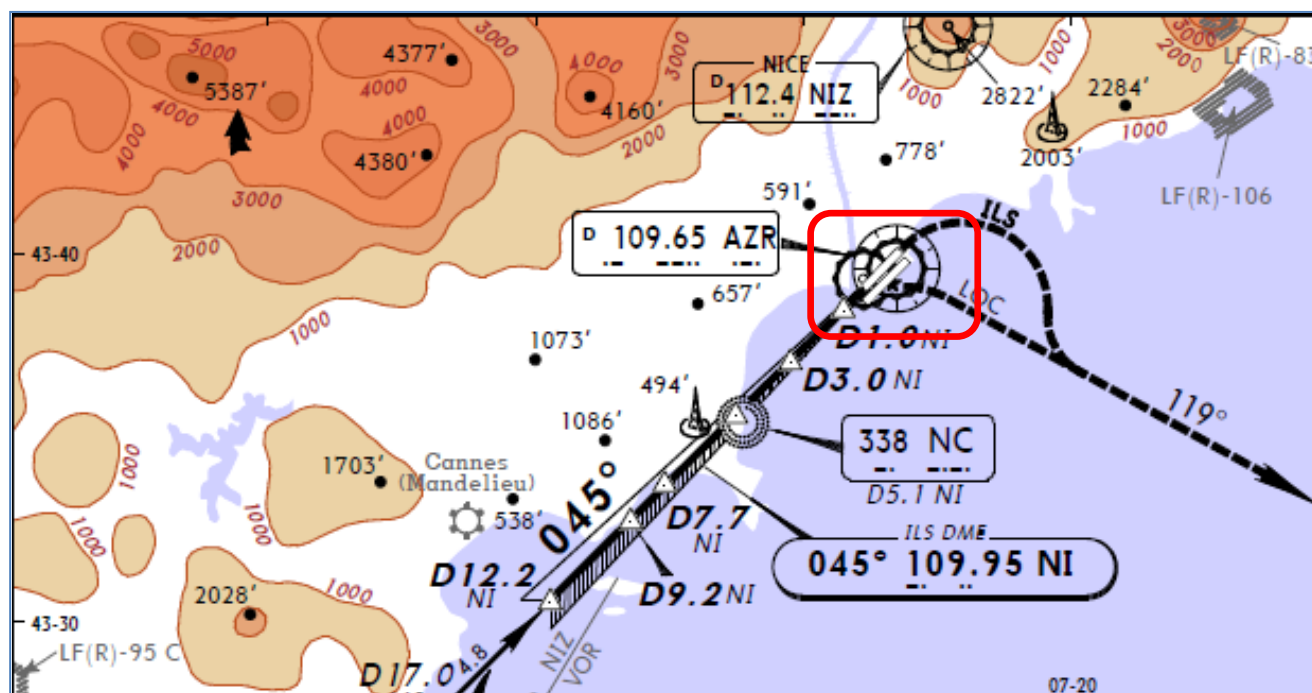 5000
4377'
3000
4000
3000
NICE
D 112.4 NIZ
1000
2822'
1000
2284'
3000
2000
LF(R)-83
5387'
4000
4000
4000
4160'
4000
2000
1000
2003'
4380'
778'
3000
591'
LF(R)-106
ILS
D 109.65 AZR
2000
43-40
657'
LOC
1000
D1.0 NI
1073'
D3.0 NI
494'
119°
1086'
338 NC
D5.1 NI
1000
1703'
Cannes
(Mandelieu)
538'
045°
D7.7
NI
ILS DME
045° 109.95 NI
1000
D12.2
NI
D9.2 NI
2028'
1000
43-30
LF(R)-95 C
D17.0
4.8
NIZ
VOR
07-20